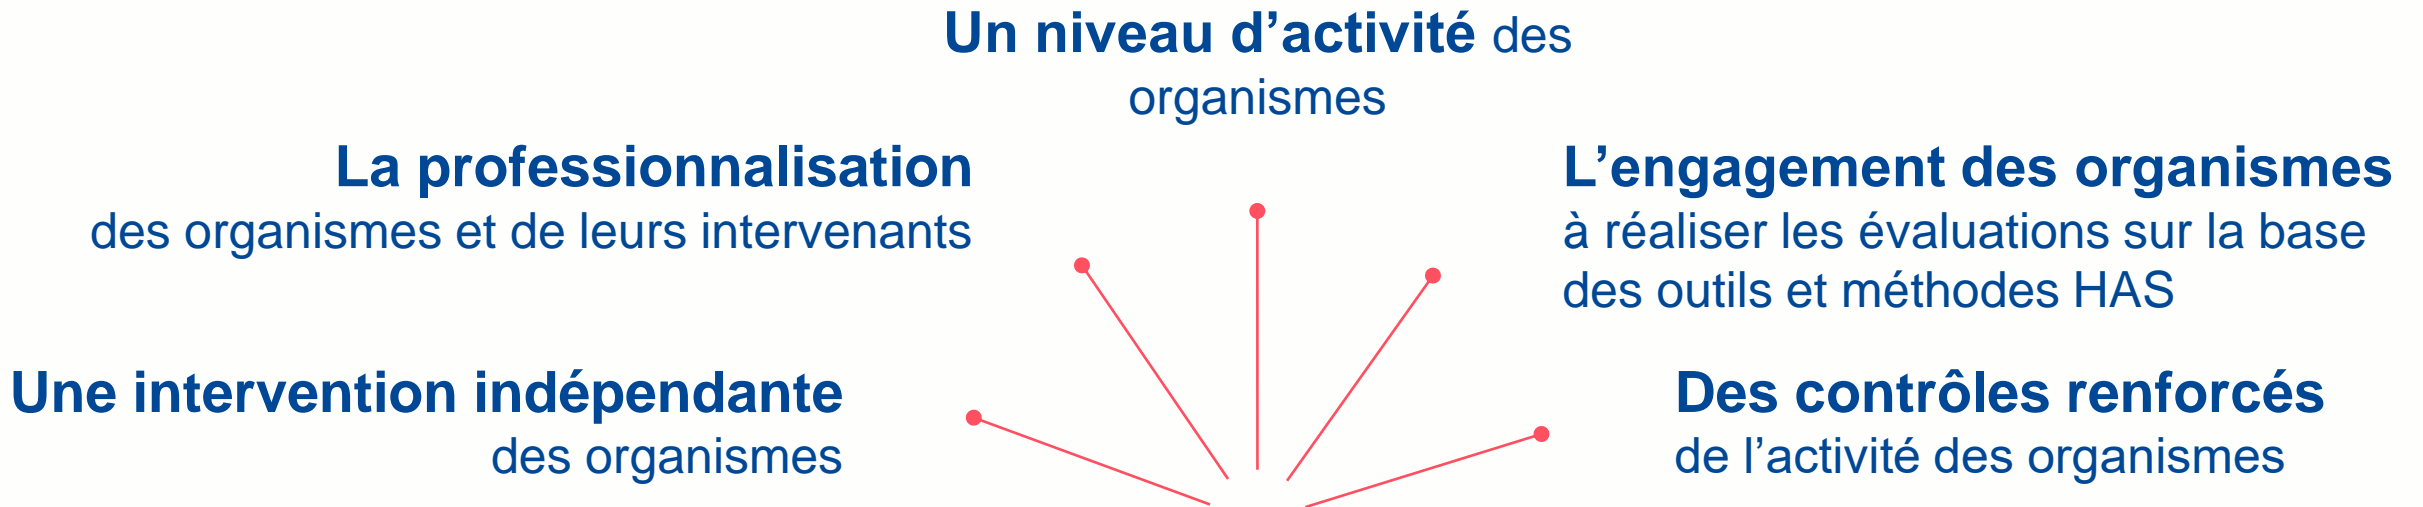 Un niveau d’activité des
organismes
La professionnalisation
des organismes et de leurs intervenants
L’engagement des organismes
à réaliser les évaluations sur la base
des outils et méthodes HAS
Une intervention indépendante
des organismes
Des contrôles renforcés
de l’activité des organismes